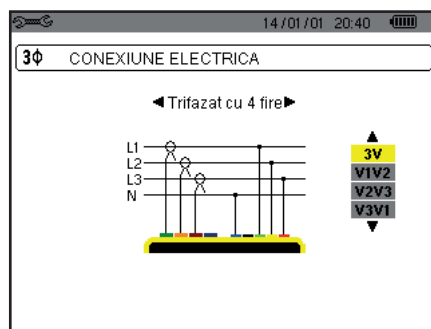 14/01/01 20:40
3Φ CONEXIUNE ELECTRICA
◄Trifazat cu 4 fire►
L1
L2
L3
N
3V
V1V2
V2V3
V3V1